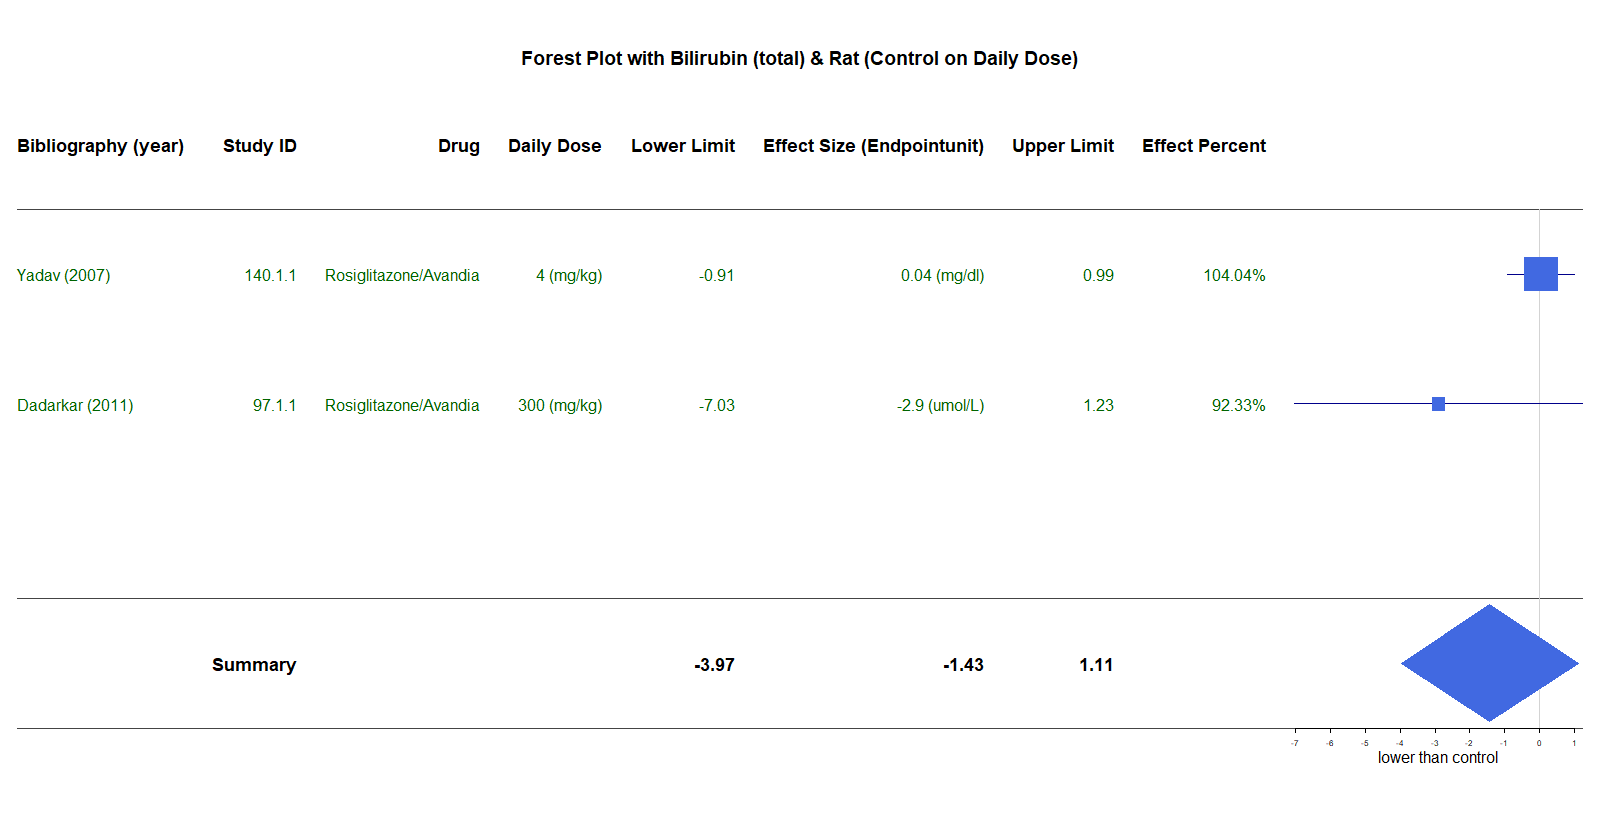 Forest Plot with Bilirubin (total) & Rat (Control on Daily Dose)
Bibliography (year) Study ID Drug Daily Dose Lower Limit Effect Size (Endpointunit) Upper Limit Effect Percent
Yadav (2007) 140.1.1 Rosiglitazone/Avandia 4 (mg/kg) -0.91 0.04 (mg/dl) 0.99 104.04%
Dadarkar (2011) 97.1.1 Rosiglitazone/Avandia 300 (mg/kg) -7.03 -2.9 (umol/L) 1.23 92.33%
Summary -3.97 -1.43 1.11
-7 -6 -5 -4 -3 -2 -1 0 1
lower than control